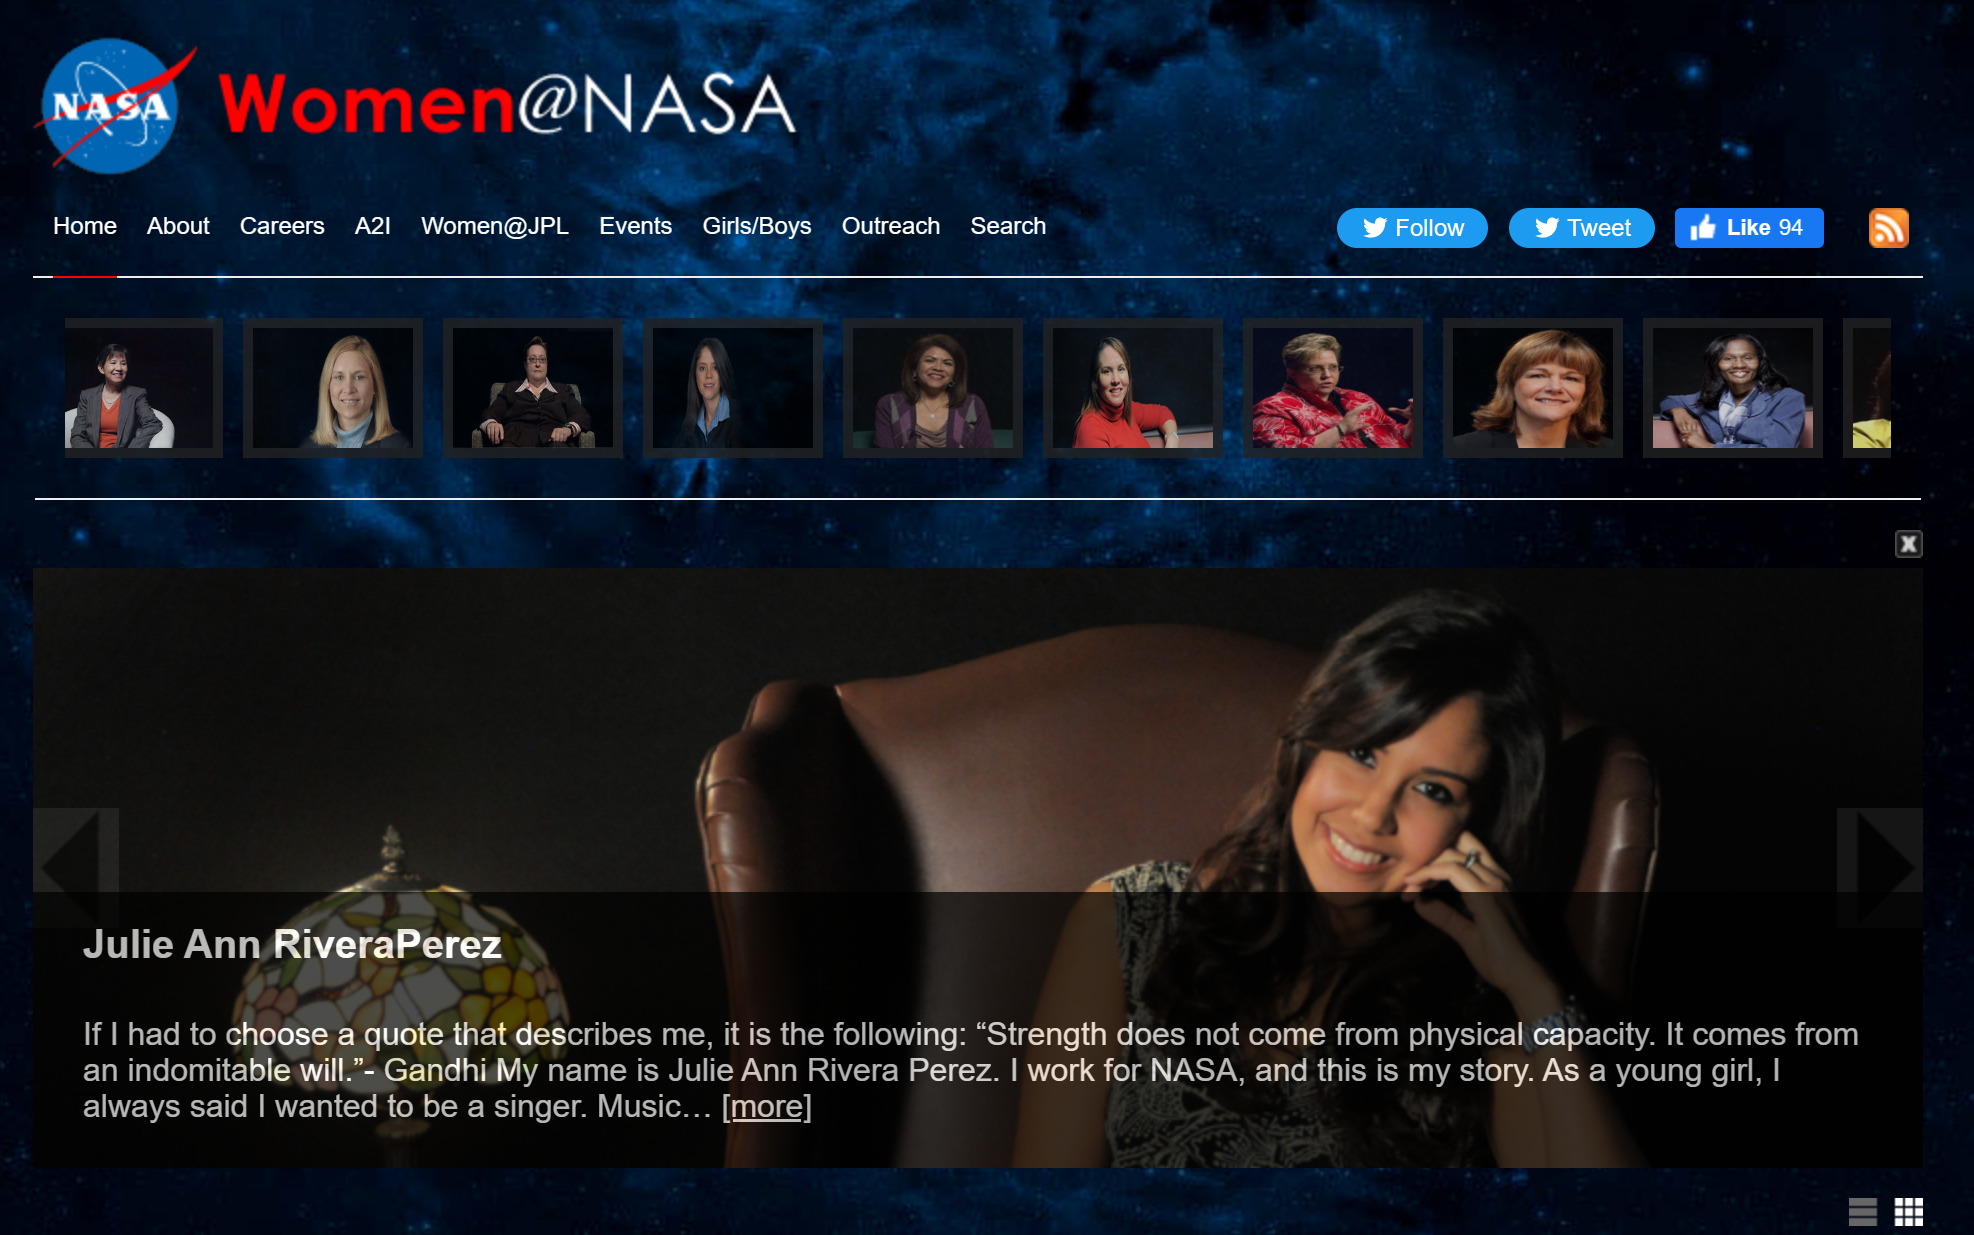 NASA
Women@NASA
Home About Careers A2I Women@JPL Events Girls/Boys Outreach Search
Follow Tweet Like 94
X
Julie Ann RiveraPerez
If I had to choose a quote that describes me, it is the following: “Strength does not come from physical capacity. It comes from
an indomitable will.”- Gandhi My name is Julie Ann Rivera Perez. I work for NASA, and this is my story. As a young girl, I
always said I wanted to be a singer. Music… [more]